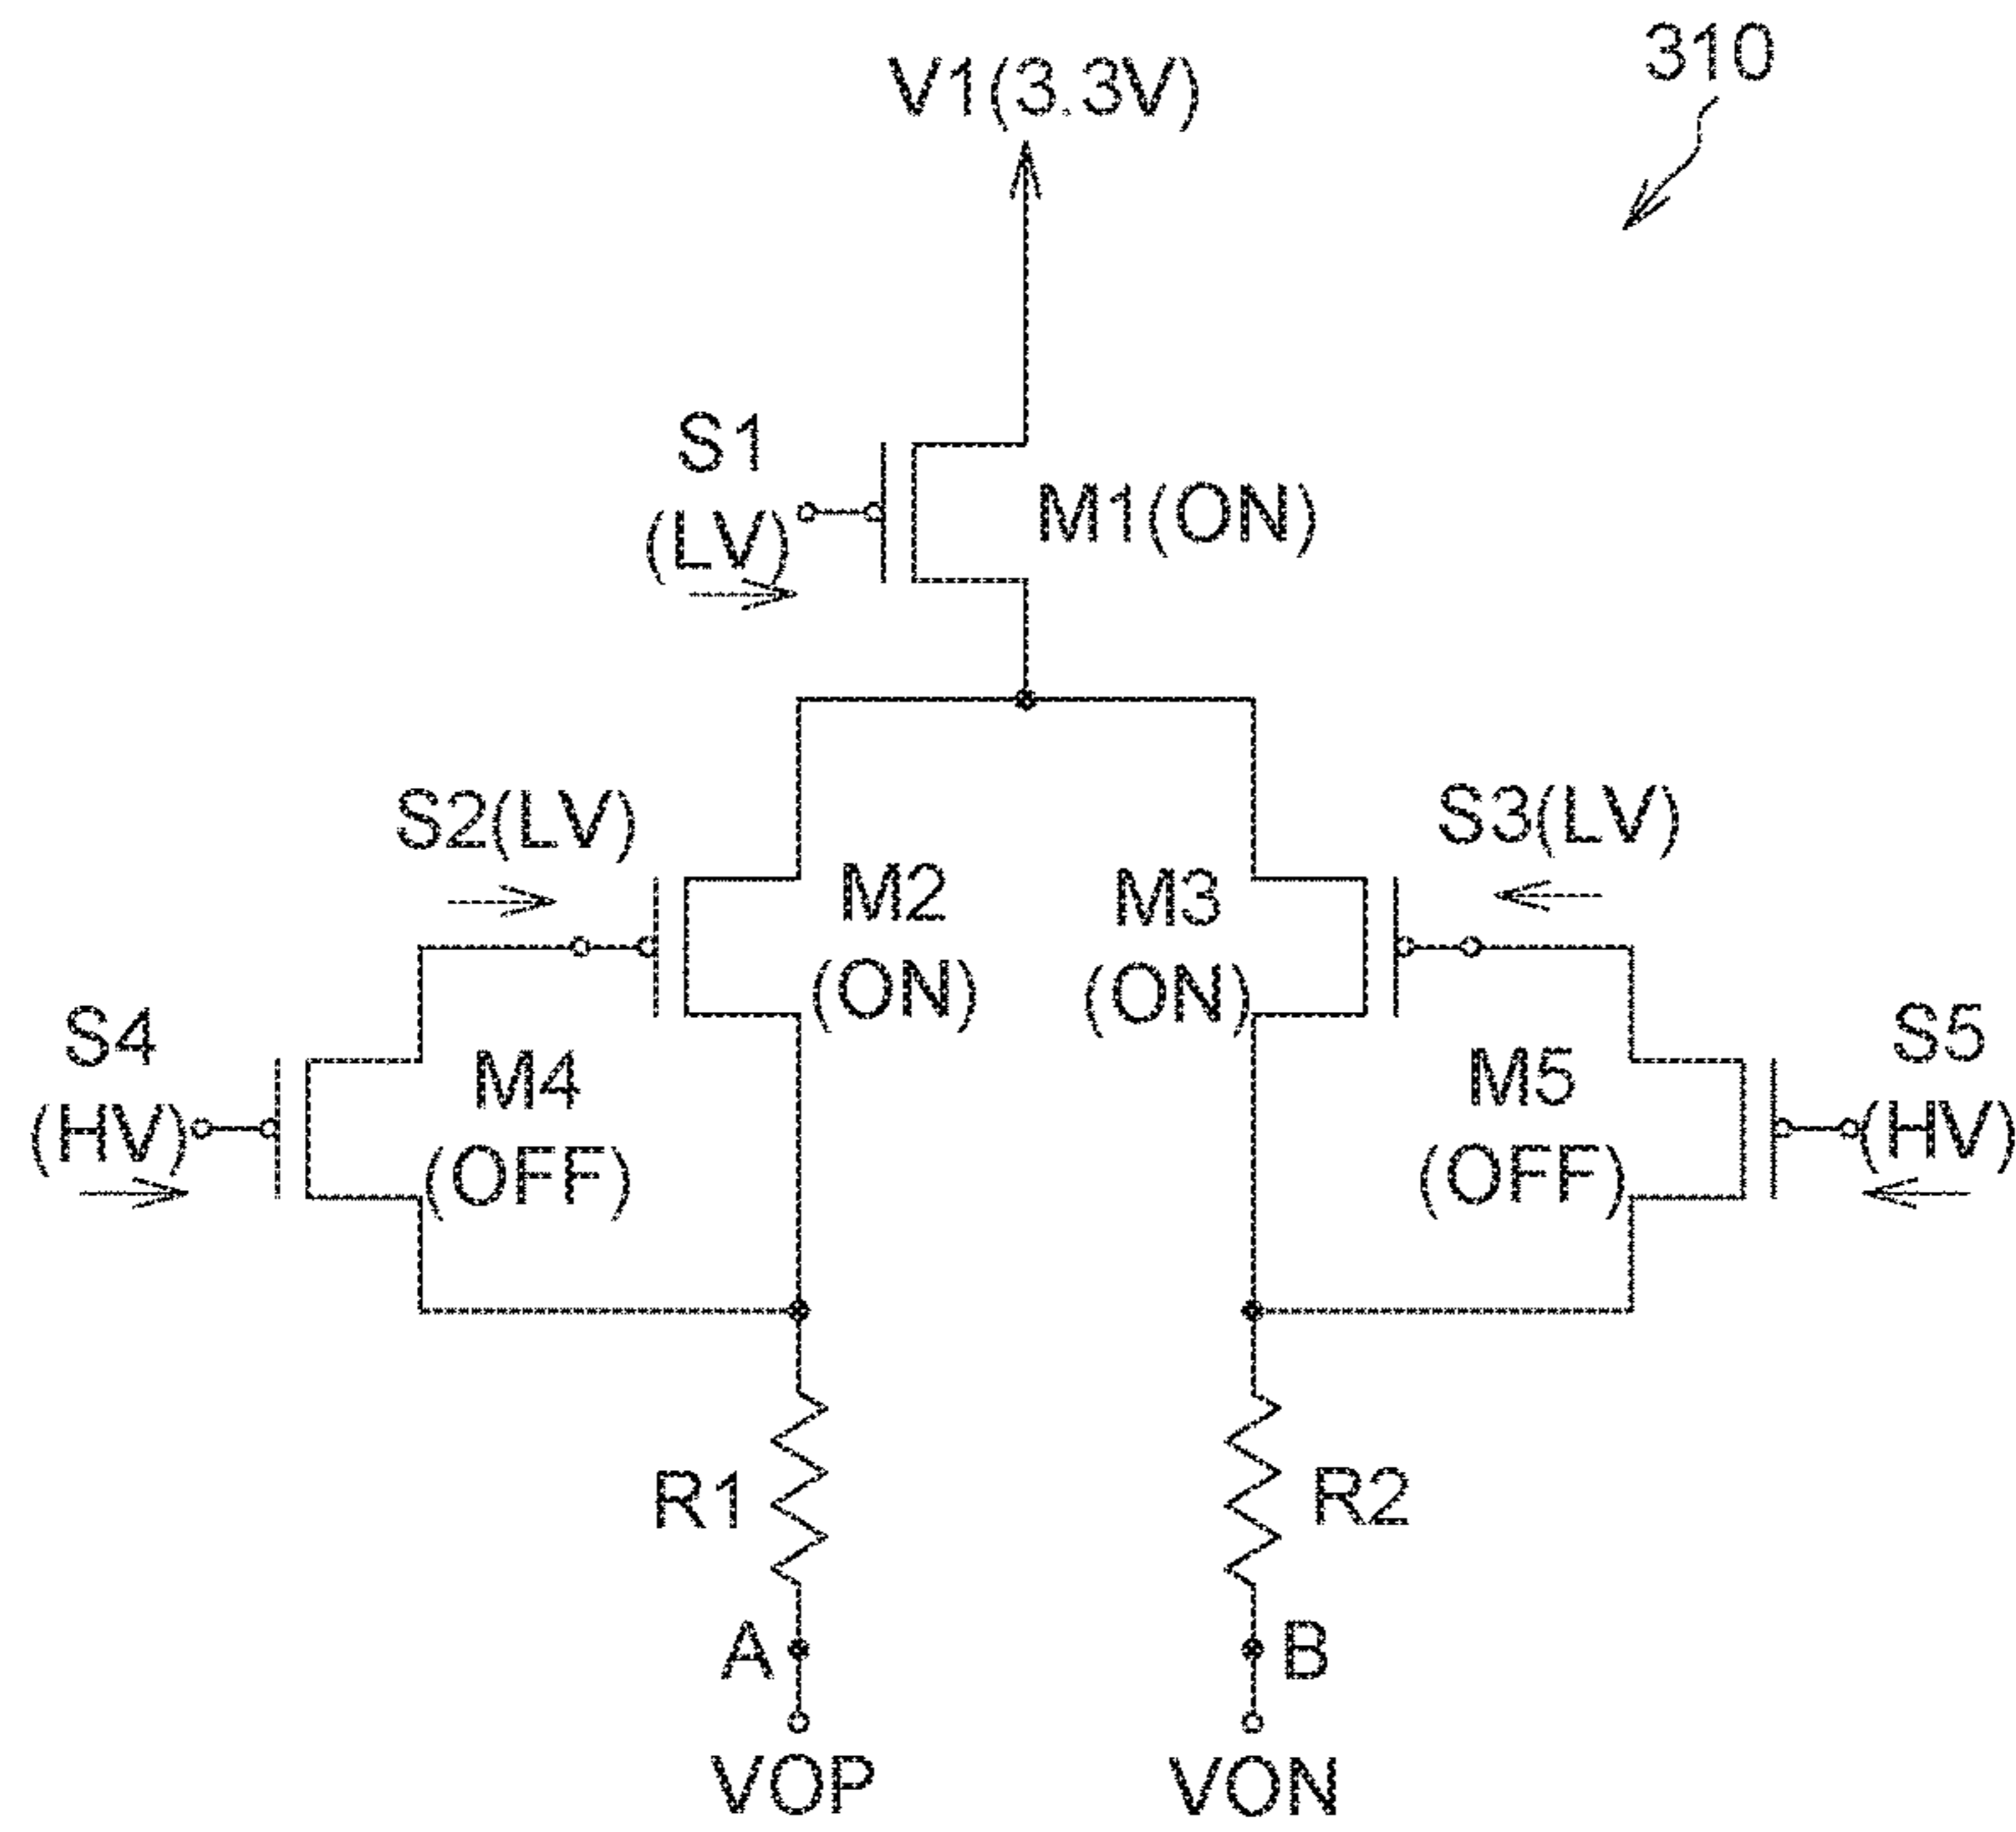 310
V1(3.3V)
S1
(LV)
M1(ON)
S2(LV)
S3(LV)
M2
(ON)
M3
(ON)
S4
(HV)
M4
(OFF)
M5
(OFF)
S5
(HV)
R1
R2
A
B
VOP
VON